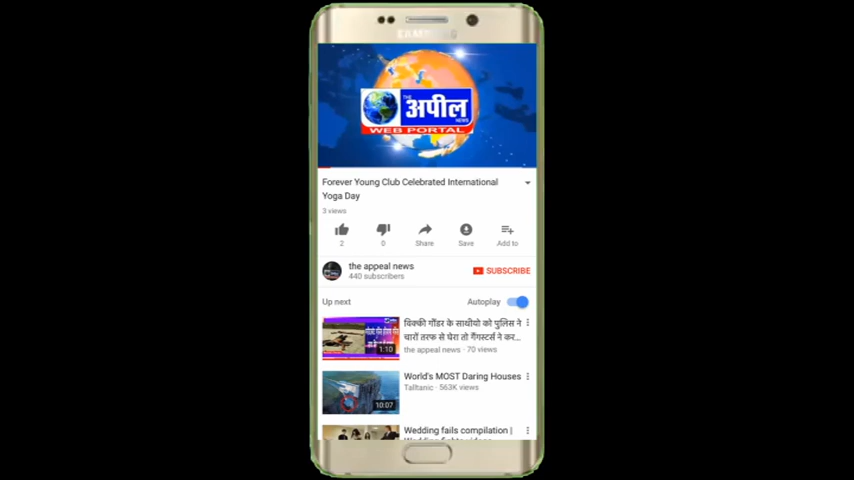 SAMSUNG
THE
अपील
NEWS
WEB PORTAL
Forever Young Club Celebrated International
Yoga Day
3 views
2
0
Share
Save
Add to
the appeal news
440 subscribers
SUBSCRIBE
Up next
Autoplay
विक्की गौंडर के साथीयो को पुलिस ने
चारों तरफ से घेरा तो गैंगस्टर्स ने कर...
the appeal news · 70 views
1:10
World's MOST Daring Houses
Talltanic · 563K views
10:07
Wedding fails compilation |